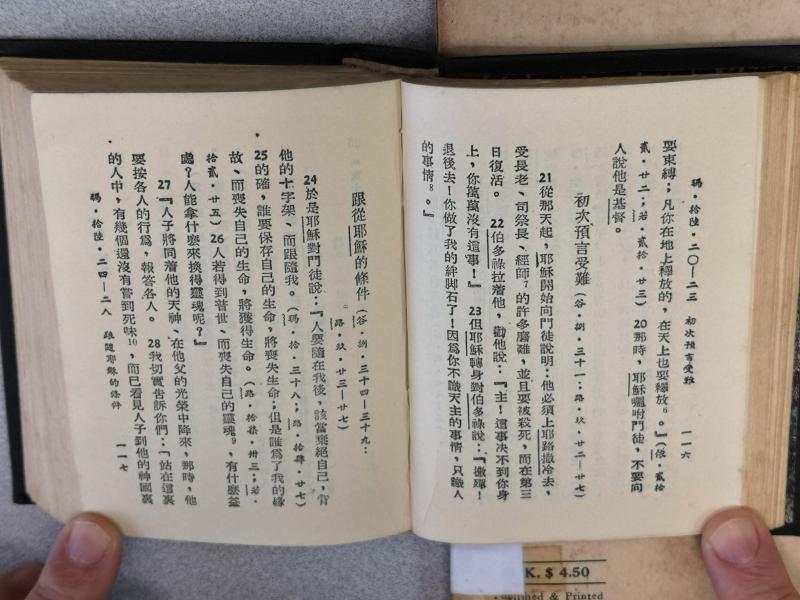 瑪·拾陸·二〇—二三 初次預言受難 一一六
要束縛；凡你在地上釋放的，在天上也要釋放⁶。』（依·貳拾
貳·廿二；若·貳拾·廿三） 20那時，耶穌囑咐門徒，不要向
人說他是基督。
初次預言受難（谷·捌·三十一；路·玖·廿二—廿七）
21從那天起，耶穌開始向門徒說明：他必須上耶路撒冷去，
受長老、司祭長、經師⁷的許多磨難，並且要被殺死，而在第三
日復活。 22伯多祿拉着他，勸他說：『主！這事決不到你身
上，你萬萬沒有這事！』 23但耶穌轉身對伯多祿說：『撒殫！
退後去！你做了我的絆脚石了！因爲你不識天主的事情，只識人
的事情⁸。』
跟從耶穌的條件（谷·捌·三十四—三十九：
路·玖·廿三—廿七）
24於是耶穌對門徒說：『人要隨在我後，該當棄絕自己，背
他的十字架、而跟隨我。（瑪·拾·三十八；路·拾肆·廿七）
25的確，誰要保存自己的生命，將喪失生命；但是誰爲了我的緣
故、而喪失自己的生命，將獲得生命。（路·拾柒·卅三；若·
拾貳·廿五） 26人若得到普世、而喪失自己的靈魂⁹，有什麼益
處？人能拿什麼來換得靈魂呢？』
27『人子將同着他的天神、在他父的光榮中降來，那時，他
要按各人的行爲，報答各人。 28我切實告訴你們：「站在這裏
的人中，有幾個還沒有嘗到死味¹⁰，而已看見人子到他的神國裏
瑪·拾陸·二四—二八 跟隨耶穌的條件 一一七
K. $ 4.50
& Printed